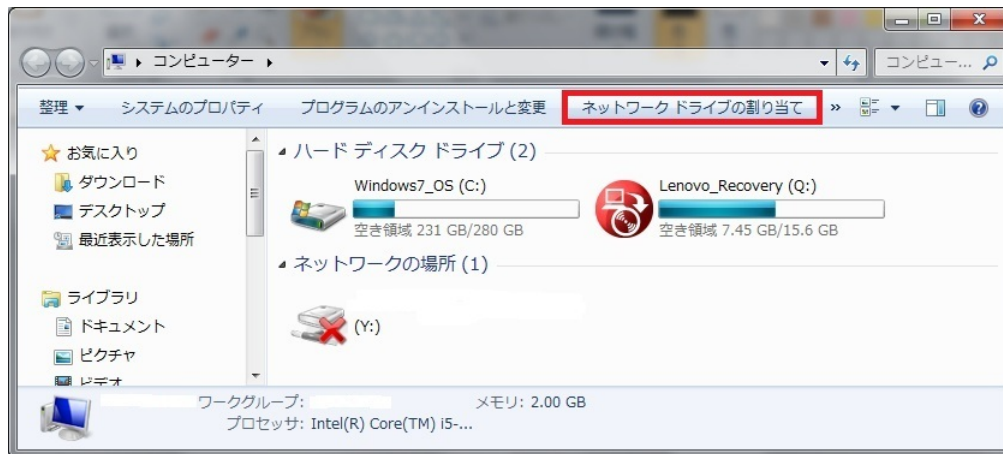 コンピューター
コンピュー...
整理 システムのプロパティ プログラムのアンインストールと変更 ネットワーク ドライブの割り当て »
お気に入り
ダウンロード
デスクトップ
最近表示した場所
ライブラリ
ドキュメント
ピクチャ
ビデオ
ハード ディスク ドライブ (2)
Windows7_OS (C:)
空き領域 231 GB/280 GB
Lenovo_Recovery (Q:)
空き領域 7.45 GB/15.6 GB
ネットワークの場所 (1)
(Y:)
ワークグループ: メモリ: 2.00 GB
プロセッサ: Intel(R) Core(TM) i5-...